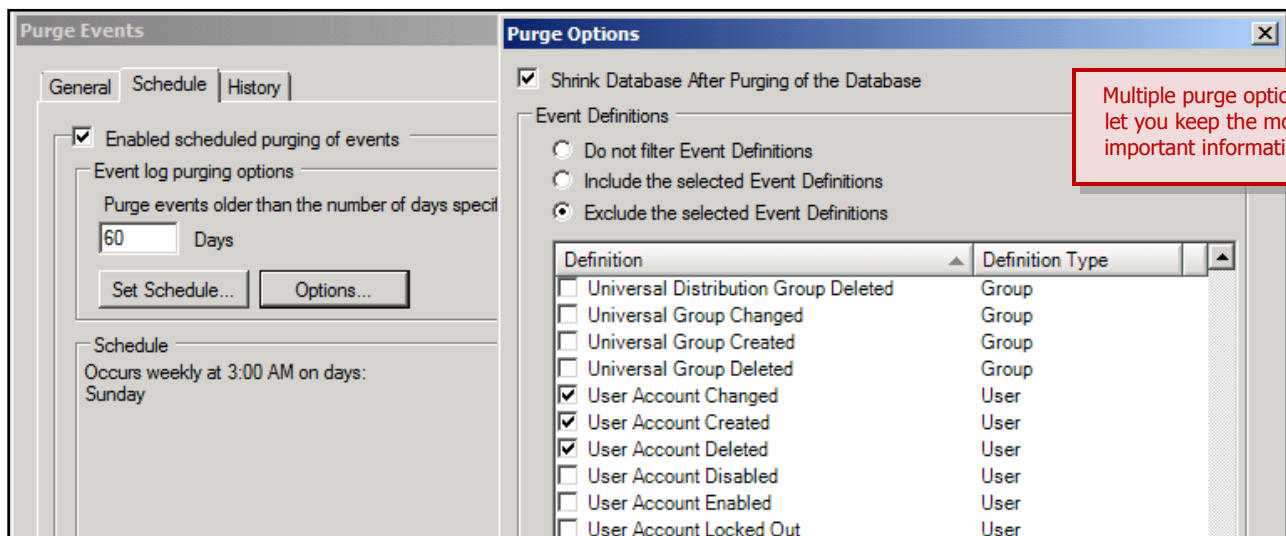 Purge Events
General Schedule History
Enabled scheduled purging of events
Event log purging options
Purge events older than the number of days
60 Days
Set Schedule... Options...
Schedule
Occurs weekly at 3:00 AM on days:
Sunday
Purge Options
Shrink Database After Purging of the Database
Multiple purge
let you keep the
important
Event Definitions
Do not filter Event Definitions
Include the selected Event Definitions
Exclude the selected Event Definitions
Definition Definition Type
Universal Distribution Group Deleted Group
Universal Group Changed Group
Universal Group Created Group
Universal Group Deleted Group
User Account Changed User
User Account Created User
User Account Deleted User
User Account Disabled User
User Account Enabled User
User Account Locked Out User